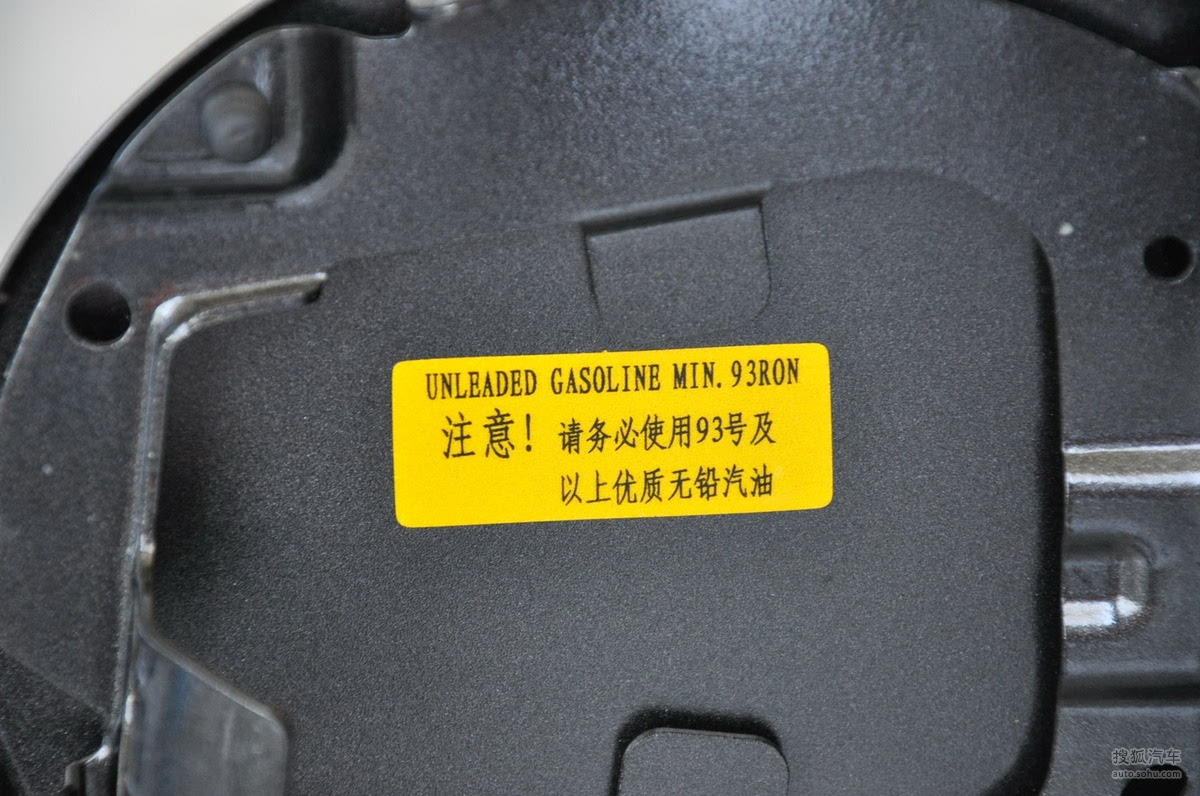 UNLEADED GASOLINE MIN. 93RON
注意! 请务必使用93号及
以上优质无铅汽油
搜狐汽车
auto.sohu.com